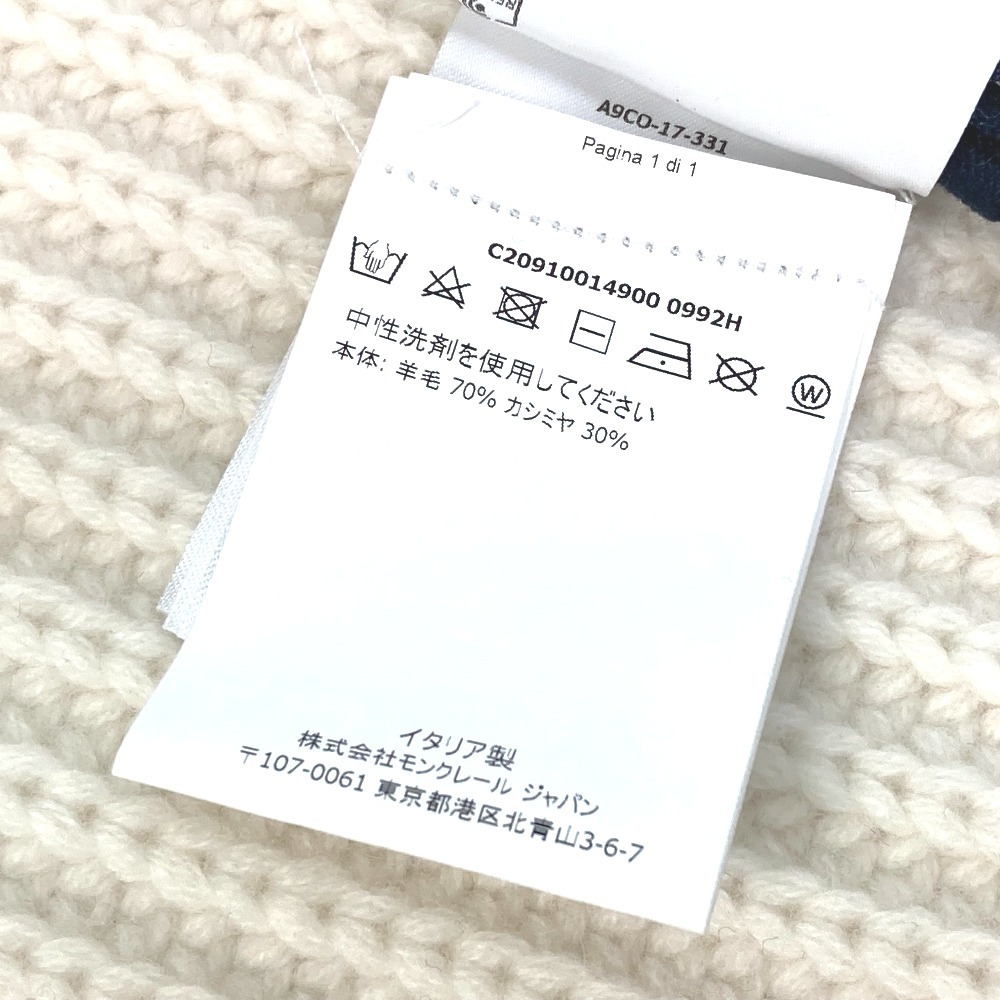 A9CO-17-331
Pagina 1 di 1
C20910014900 0992H
W
中性洗剤を使用してください
本体: 羊毛 70% カシミヤ 30%
イタリア製
株式会社モンクレール ジャパン
〒107-0061 東京都港区北青山3-6-7